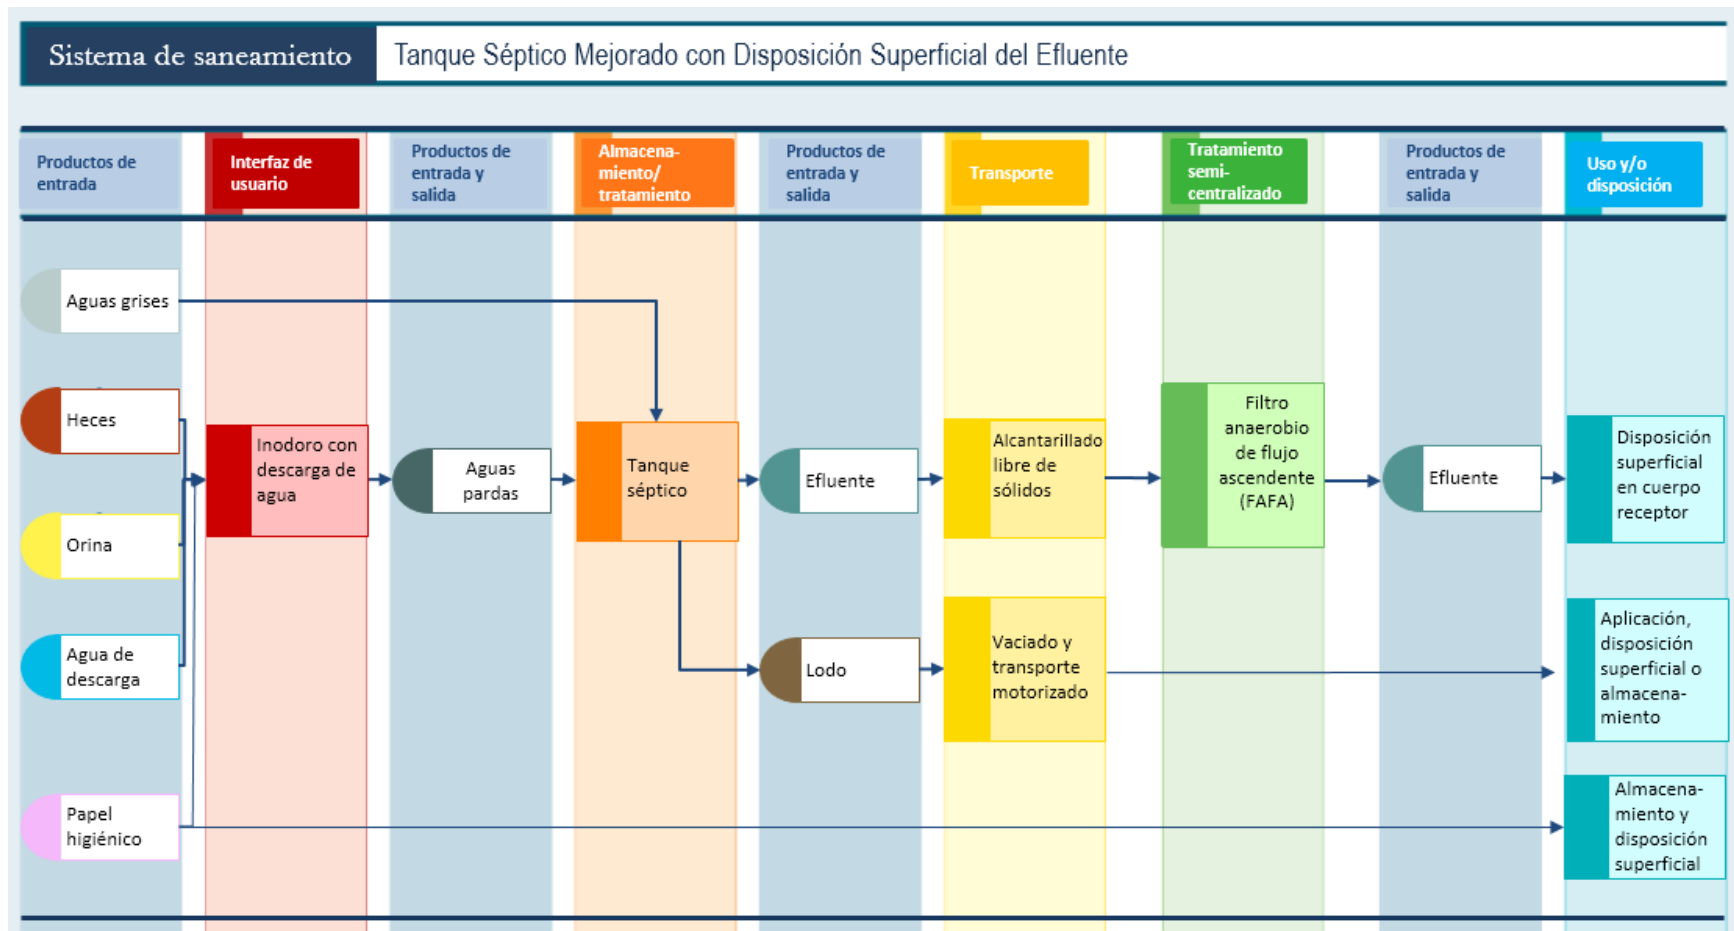 Sistema de saneamiento
Tanque Séptico Mejorado con Disposición Superficial del Efluente
Productos de
entrada
Interfaz de
usuario
Productos de
entrada y
salida
Almacena-
miento/
tratamiento
Productos de
entrada y
salida
Transporte
Tratamiento
semi-
centralizado
Productos de
entrada y
salida
Uso y/o
disposición
Aguas grises
Heces
Orina
Agua de
descarga
Papel
higiénico
Inodoro con
descarga de
agua
Aguas
pardas
Tanque
séptico
Efluente
Lodo
Alcantarillado
libre de
sólidos
Vaciado y
transporte
motorizado
Filtro
anaerobio
de flujo
ascendente
(FAFA)
Efluente
Disposición
superficial
en cuerpo
receptor
Aplicación,
disposición
superficial o
almacena-
miento
Almacena-
miento y
disposición
superficial